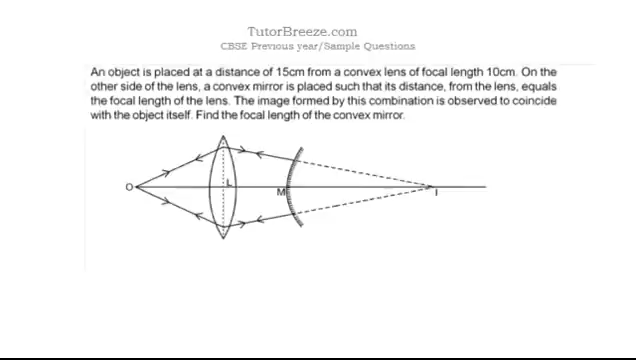 TutorBreeze.com
CBSE Previous year/Sample Questions
An object is placed at a distance of 15cm from a convex lens of focal length 10cm. On the
other side of the lens, a convex mirror is placed such that its distance, from the lens, equals
the focal length of the lens. The image formed by this combination is observed to coincide
with the object itself. Find the focal length of the convex mirror.
O
L
M
I